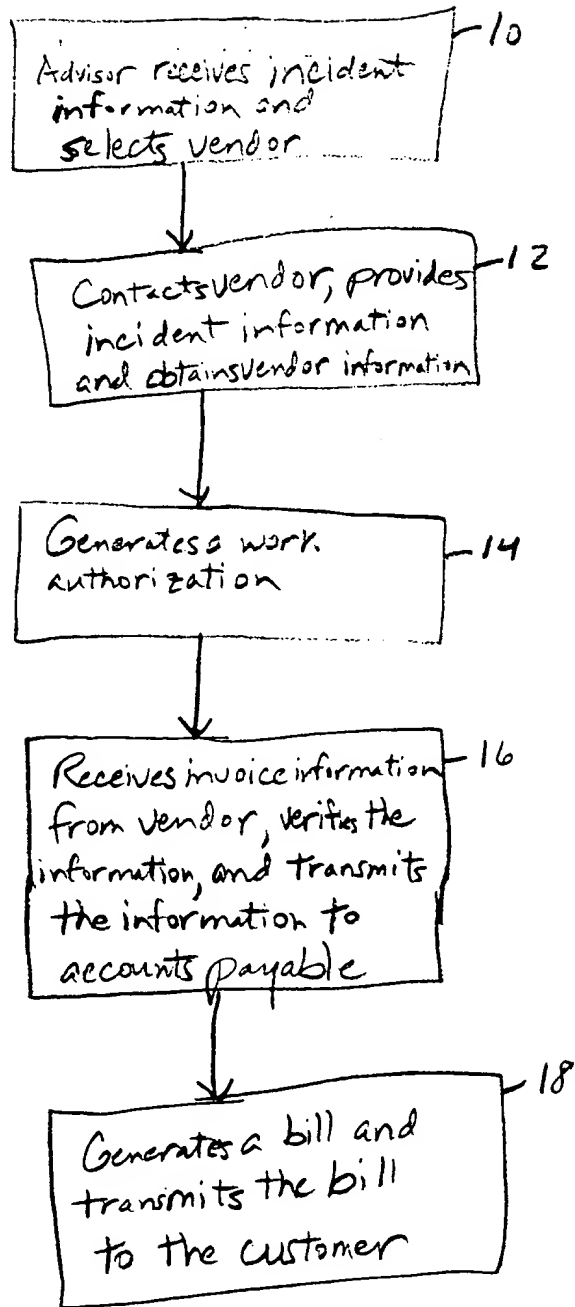 10
Advisor receives incident
information and
selects vendor
12
Contacts vendor, provides
incident information
and obtains vendor information
14
Generates a work
authorization
16
Receives invoice information
from vendor, verifies the
information, and transmits
the information to
accounts payable
18
Generates a bill and
transmits the bill
to the customer